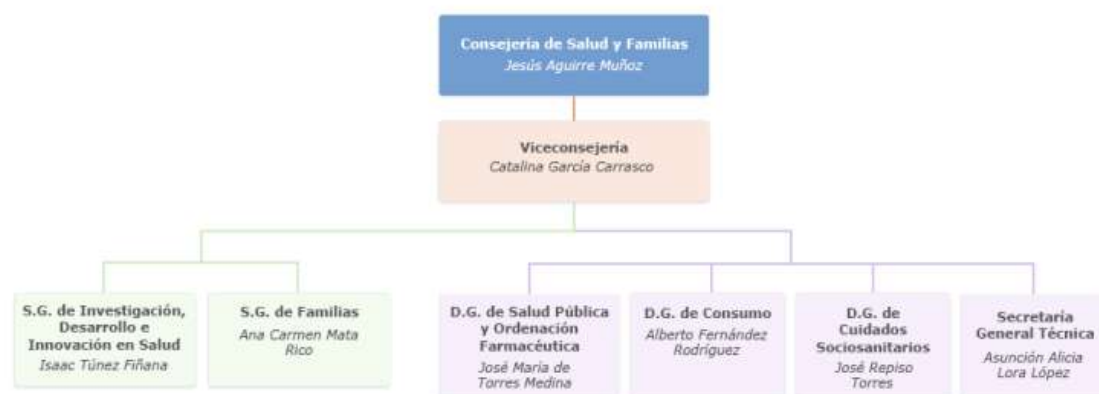 Consejería de Salud y Familias
Jesús Aguirre Muñoz
Viceconsejería
Catalina García Carrasco
S.G. de Investigación,
Desarrollo e
Innovación en Salud
Isaac Túnez Fiñana
S.G. de Familias
Ana Carmen Mata
Rico
D.G. de Salud Pública
y Ordenación
Farmacéutica
José María de
Torres Medina
D.G. de Consumo
Alberto Fernández
Rodríguez
D.G. de
Cuidados
Sociosanitarios
José Repiso
Torres
Secretaría
General Técnica
Asunción Alicia
Lora López